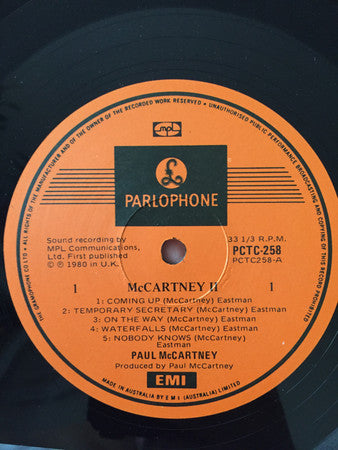 THE GRAMOPHONE CO LTD · ALL RIGHTS OF THE MANUFACTURER AND OF THE OWNER OF THE RECORDED WORK RESERVED • UNAUTHORISED PUBLIC PERFORMANCE BROADCASTING AND COPYING OF THIS RECORD PROHIBITED
mpl
£
PARLOPHONE
Sound recording by
MPL Communications,
Ltd. First published
© ℗ 1980 in U.K.
33 1/3 R.P.M.
PCTC-258
PCTC258-A
1 McCARTNEY II 1
1: COMING UP (McCartney) Eastman
2: TEMPORARY SECRETARY (McCartney) Eastman
3: ON THE WAY (McCartney) Eastman
4: WATERFALLS (McCartney) Eastman
5: NOBODY KNOWS (McCartney)
Eastman
PAUL McCARTNEY
Produced by Paul McCartney
EMI
MADE IN AUSTRALIA BY E M I (AUSTRALIA) LIMITED